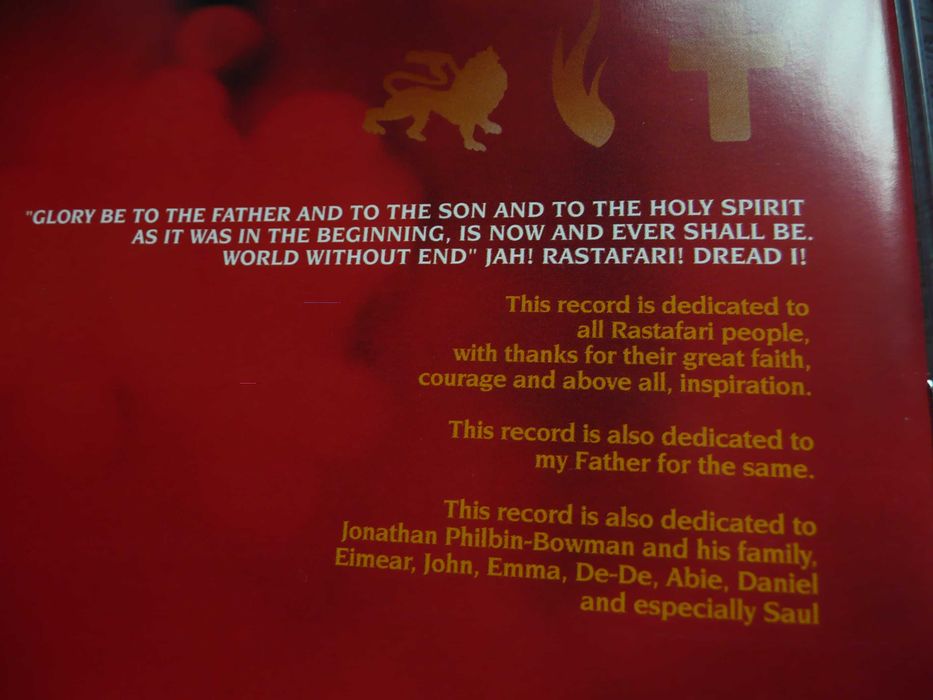 "GLORY BE TO THE FATHER AND TO THE SON AND TO THE HOLY SPIRIT
AS IT WAS IN THE BEGINNING, IS NOW AND EVER SHALL BE.
WORLD WITHOUT END" JAH! RASTAFARI! DREAD I!
This record is dedicated to
all Rastafari people,
with thanks for their great faith,
courage and above all, inspiration.
This record is also dedicated to
my Father for the same.
This record is also dedicated to
Jonathan Philbin-Bowman and his family,
Eimear, John, Emma, De-De, Abie, Daniel
and especially Saul